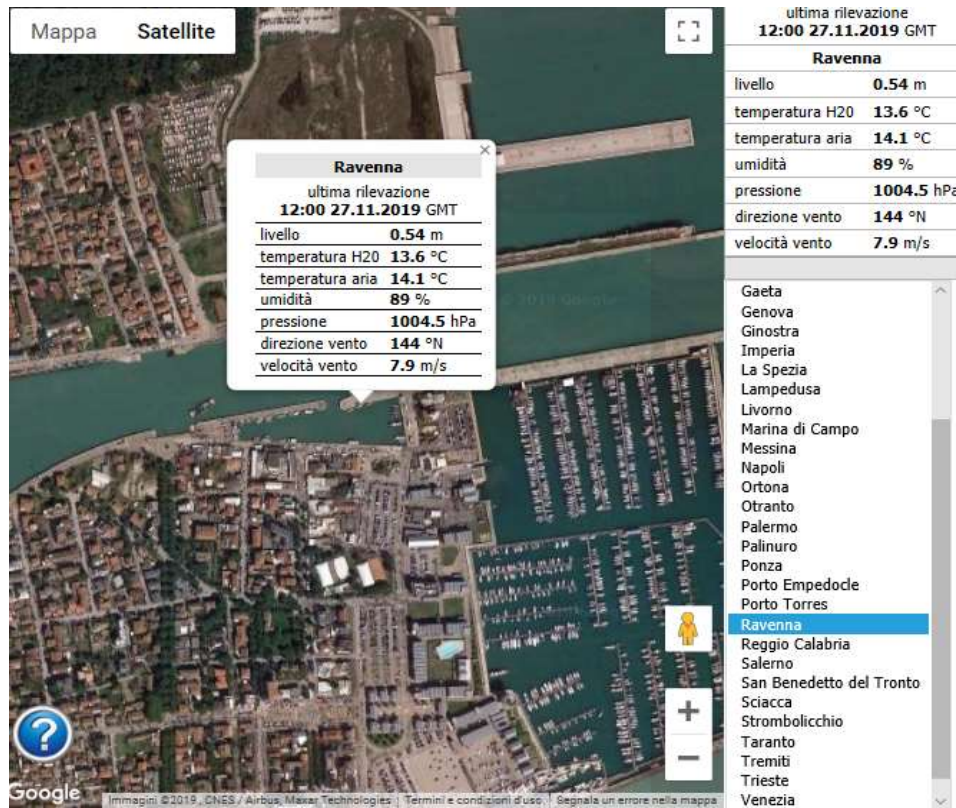 Mappa Satellite
Ravenna
ultima rilevazione
12:00 27.11.2019 GMT
livello 0.54 m
temperatura H20 13.6 °C
temperatura aria 14.1 °C
umidità 89 %
pressione 1004.5 hPa
direzione vento 144 °N
velocità vento 7.9 m/s
© 2019 Google
Google
Immagini ©2019 , CNES / Airbus, Maxar Technologies
Termini e condizioni d'uso
Segnala un errore nella mappa
ultima rilevazione
12:00 27.11.2019 GMT
Ravenna
livello 0.54 m
temperatura H20 13.6 °C
temperatura aria 14.1 °C
umidità 89 %
pressione 1004.5 hPa
direzione vento 144 °N
velocità vento 7.9 m/s
Gaeta
Genova
Ginostra
Imperia
La Spezia
Lampedusa
Livorno
Marina di Campo
Messina
Napoli
Ortona
Otranto
Palermo
Palinuro
Ponza
Porto Empedocle
Porto Torres
Ravenna
Reggio Calabria
Salerno
San Benedetto del Tronto
Sciacca
Strombolicchio
Taranto
Tremiti
Trieste
Venezia